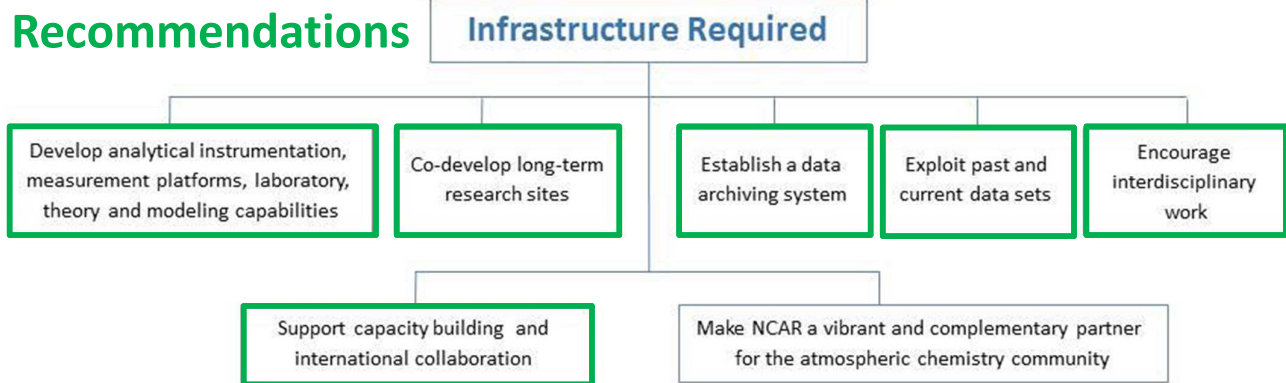 Recommendations
Infrastructure Required
Develop analytical instrumentation,
measurement platforms, laboratory,
theory and modeling capabilities
Co-develop long-term
research sites
Establish a data
archiving system
Exploit past and
current data sets
Encourage
interdisciplinary
work
Support capacity building and
international collaboration
Make NCAR a vibrant and complementary partner
for the atmospheric chemistry community